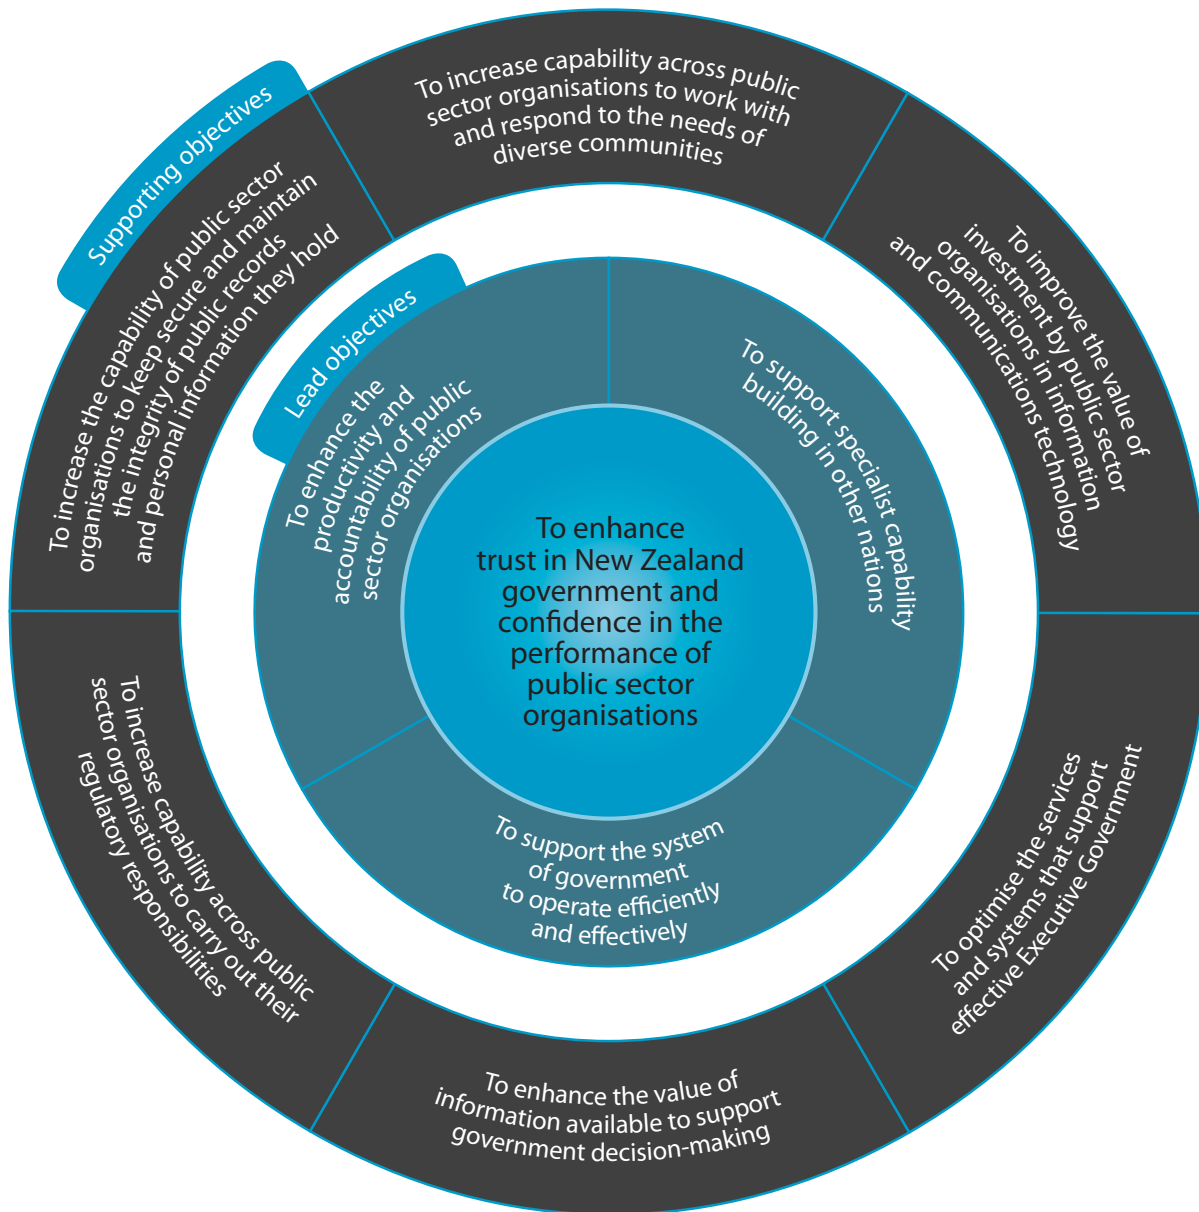 Supporting objectives
To increase the capability of public sector
organisations to keep secure and maintain
the integrity of public records
and personal information they hold
To increase capability across public
sector organisations to work with
and respond to the needs of
diverse communities
To improve the value of
investment by public sector
organisations in information
and communications technology
To optimise the services
and systems that support
effective Executive Government
To enhance the value of
information available to support
government decision-making
To increase capability across public
sector organisations to carry out their
regulatory responsibilities
Lead objectives
To enhance the
productivity and
accountability of public
sector organisations
To support specialist capability
building in other nations
To support the system
of government
to operate efficiently
and effectively
To enhance
trust in New Zealand
government and
confidence in the
performance of
public sector
organisations